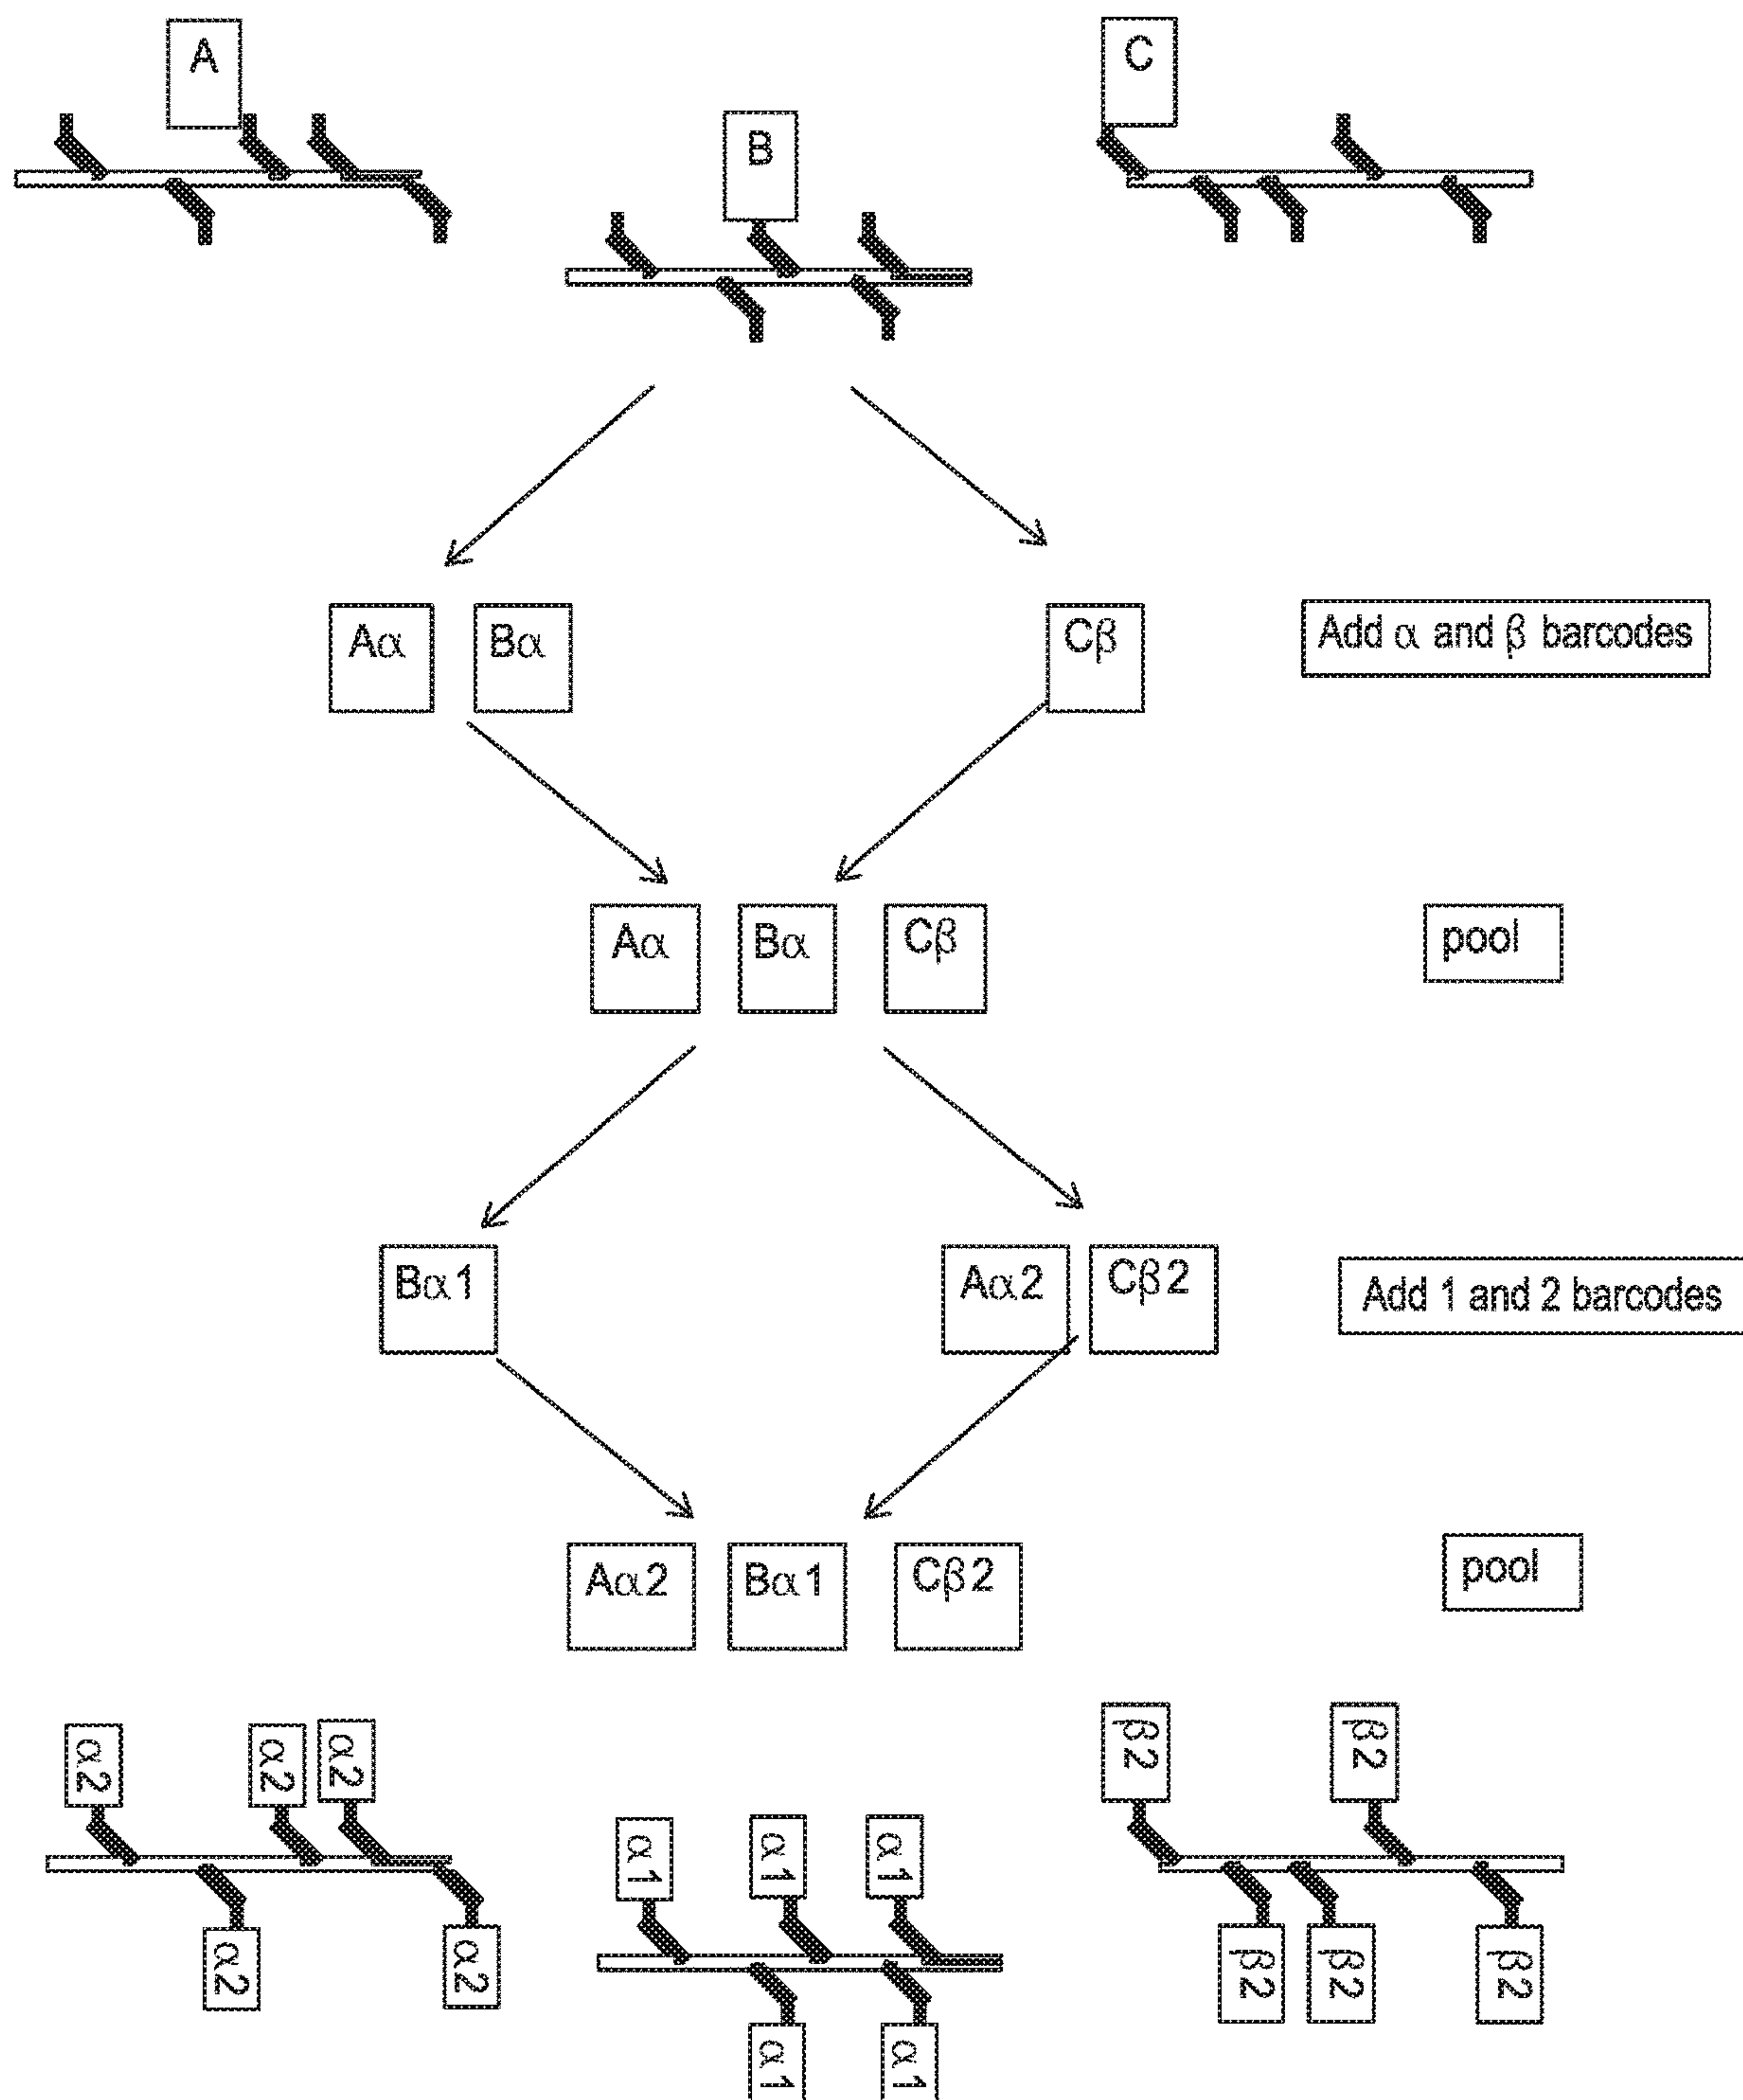 A
B
C
Aα
Bα
Cβ
Add α and β barcodes
Aα
Bα
Cβ
pool
Bα1
Aα2
Cβ2
Add 1 and 2 barcodes
Aα2
Bα1
Cβ2
pool
α2
α2
α2
β2
β2
α1
α1
α1
α2
α2
β2
β2
β2
α1
α1